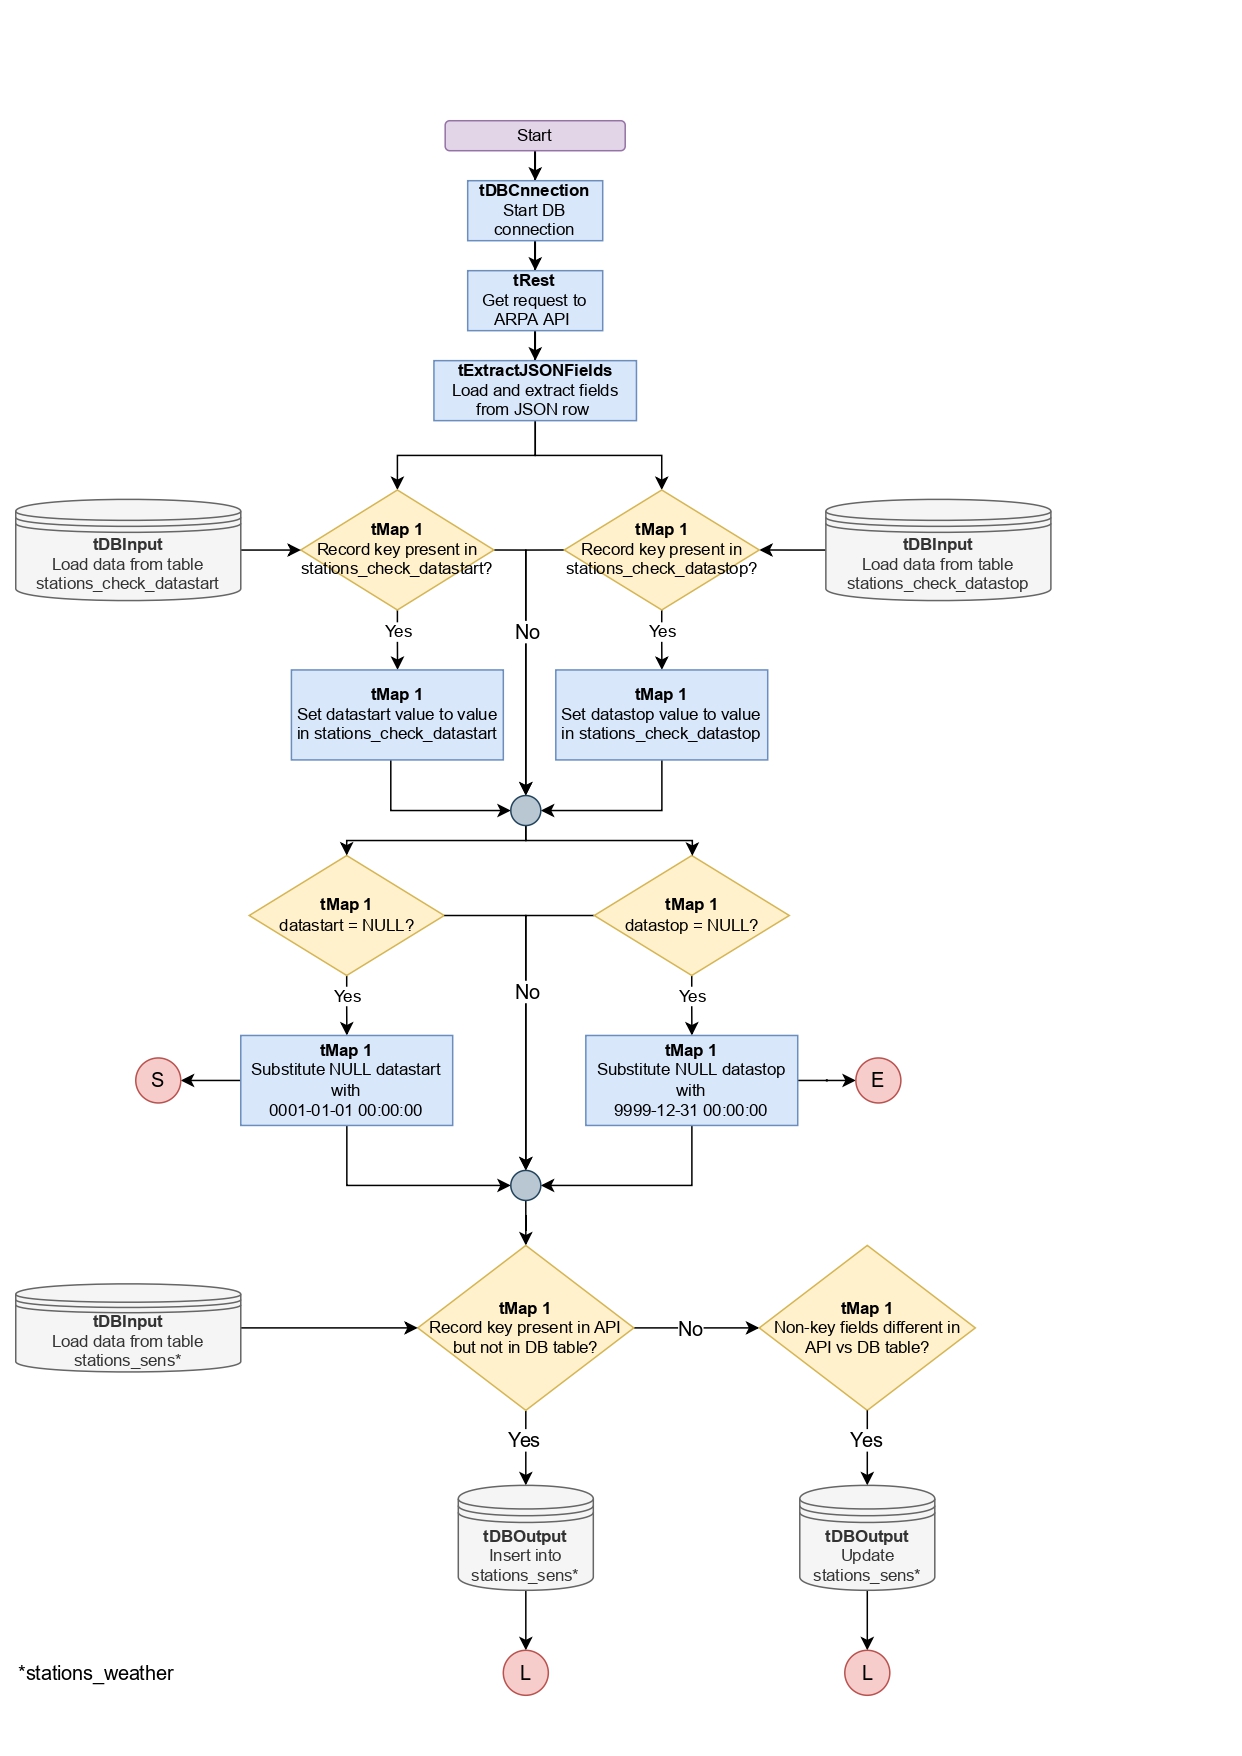 Start
tDBCnnection
Start DB
connection
tRest
Get request to
ARPA API
tExtractJSONFields
Load and extract fields
from JSON row
tDBInput
Load data from table
stations_check_datastart
tMap 1
Record key present in
stations_check_datastart?
tMap 1
Record key present in
stations_check_datastop?
tDBInput
Load data from table
stations_check_datastop
Yes
No
Yes
tMap 1
Set datastart value to value
in stations_check_datastart
tMap 1
Set datastop value to value
in stations_check_datastop
tMap 1
datastart = NULL?
tMap 1
datastop = NULL?
Yes
No
Yes
S
tMap 1
Substitute NULL datastart
with
0001-01-01 00:00:00
tMap 1
Substitute NULL datastop
with
9999-12-31 00:00:00
E
tDBInput
Load data from table
stations_sens*
tMap 1
Record key present in API
but not in DB table?
No
tMap 1
Non-key fields different in
API vs DB table?
Yes
Yes
tDBOutput
Insert into
stations_sens*
tDBOutput
Update
stations_sens*
*stations_weather
L
L